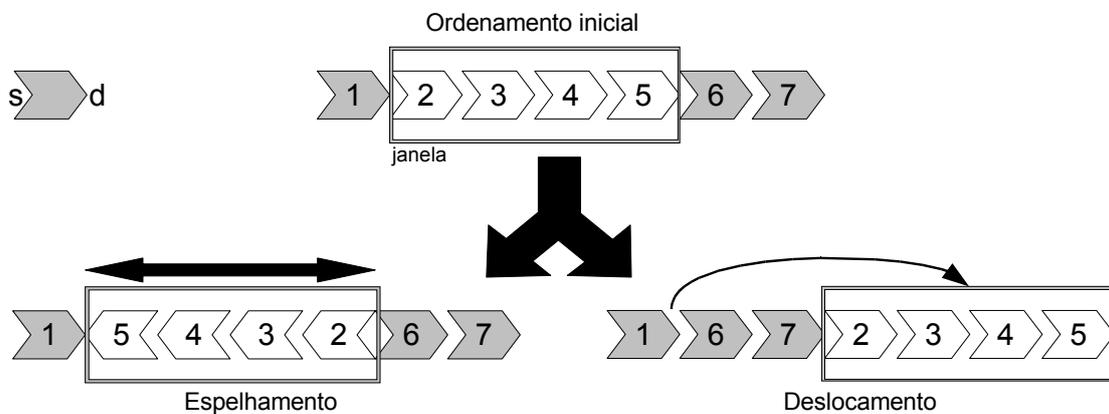 Ordenamento inicial
s d
1 2 3 4 5 6 7
janela
1 5 4 3 2 6 7
Espelhamento
1 6 7 2 3 4 5
Deslocamento